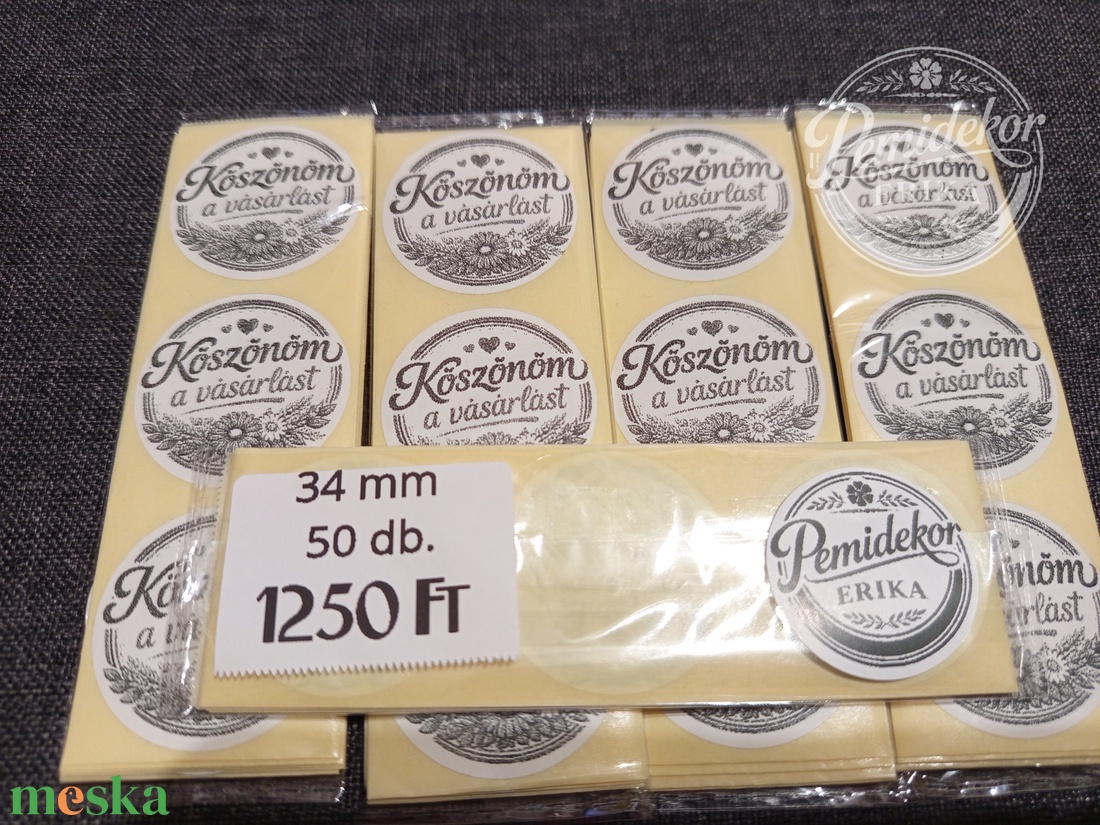 Pemidekor
Köszönöm
a vásárlást
Köszönöm
a vásárlást
Köszönöm
a vásárlást
Köszönöm
a vásárlást
Köszönöm
a vásárlást
Köszönöm
a vásárlást
Köszönöm
a vásárlást
Köszönöm
a vásárlást
34 mm
50 db.
1250 FT
Pemidekor
ERIKA
meska